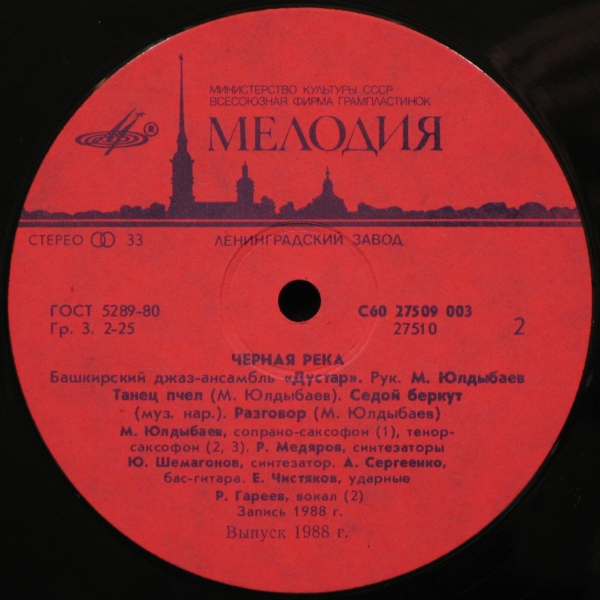 МИНИСТЕРСТВО КУЛЬТУРЫ СССР
ВСЕСОЮЗНАЯ ФИРМА ГРАМПЛАСТИНОК
МЕЛОДИЯ
®
СТЕРЕО 33 ЛЕНИНГРАДСКИЙ ЗАВОД
ГОСТ 5289-80 С60 27509 003
Гр. 3. 2-25 27510 2
ЧЕРНАЯ РЕКА
Башкирский джаз-ансамбль «Дустар». Рук. М. Юлдыбаев
Танец пчел (М. Юлдыбаев). Седой беркут
(муз. нар.). Разговор (М. Юлдыбаев)
М. Юлдыбаев, сопрано-саксофон (1), тенор-
саксофон (2, 3). Р. Медяров, синтезаторы
Ю. Шемагонов, синтезатор. А. Сергеенко,
бас-гитара. Е. Чистяков, ударные
Р. Гареев, вокал (2)
Запись 1988 г.
Выпуск 1988 г.